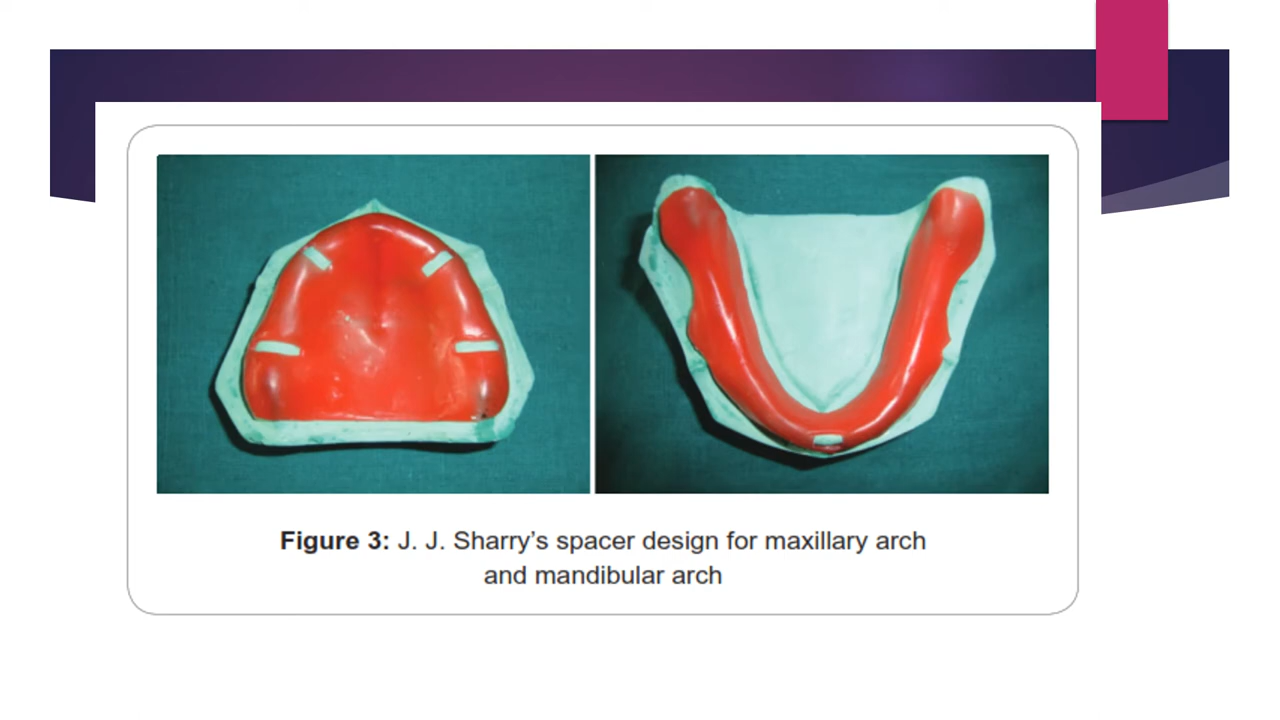 Figure 3: J. J. Sharry’s spacer design for maxillary arch
and mandibular arch